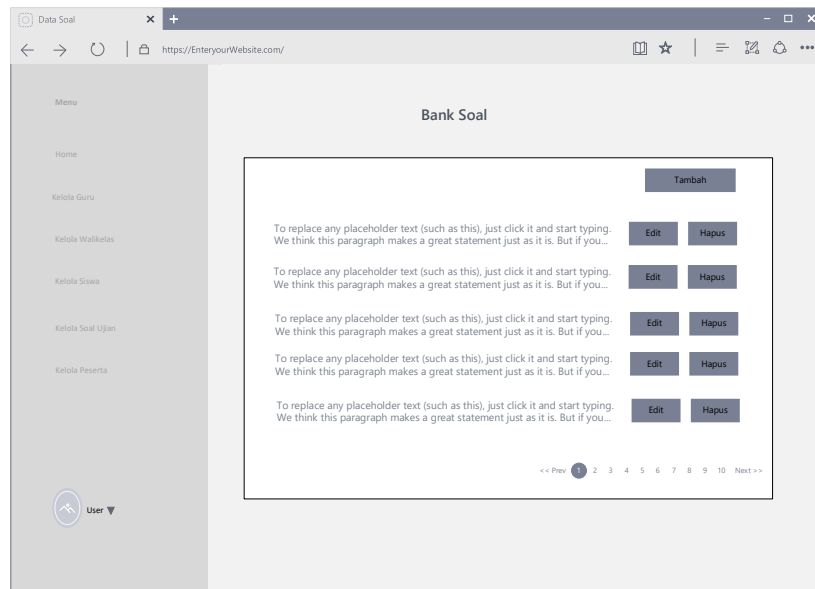 Data Soal
https://EnteryourWebsite.com/
Menu
Home
Kelola Guru
Kelola Walikelas
Kelola Siswa
Kelola Soal Ujian
Kelola Peserta
User
Bank Soal
Tambah
To replace any placeholder text (such as this), just click it and start typing.
We think this paragraph makes a great statement just as it is. But if you...
Edit
Hapus
To replace any placeholder text (such as this), just click it and start typing.
We think this paragraph makes a great statement just as it is. But if you...
Edit
Hapus
To replace any placeholder text (such as this), just click it and start typing.
We think this paragraph makes a great statement just as it is. But if you...
Edit
Hapus
To replace any placeholder text (such as this), just click it and start typing.
We think this paragraph makes a great statement just as it is. But if you...
Edit
Hapus
To replace any placeholder text (such as this), just click it and start typing.
We think this paragraph makes a great statement just as it is. But if you...
Edit
Hapus
<< Prev 1 2 3 4 5 6 7 8 9 10 Next >>